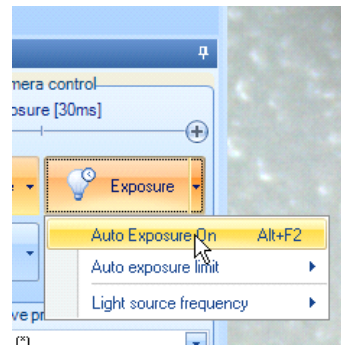 mera control
osure [30ms]
Exposure
Auto Exposure On Alt+F2
Auto exposure limit
Light source frequency
ve pr
(*)